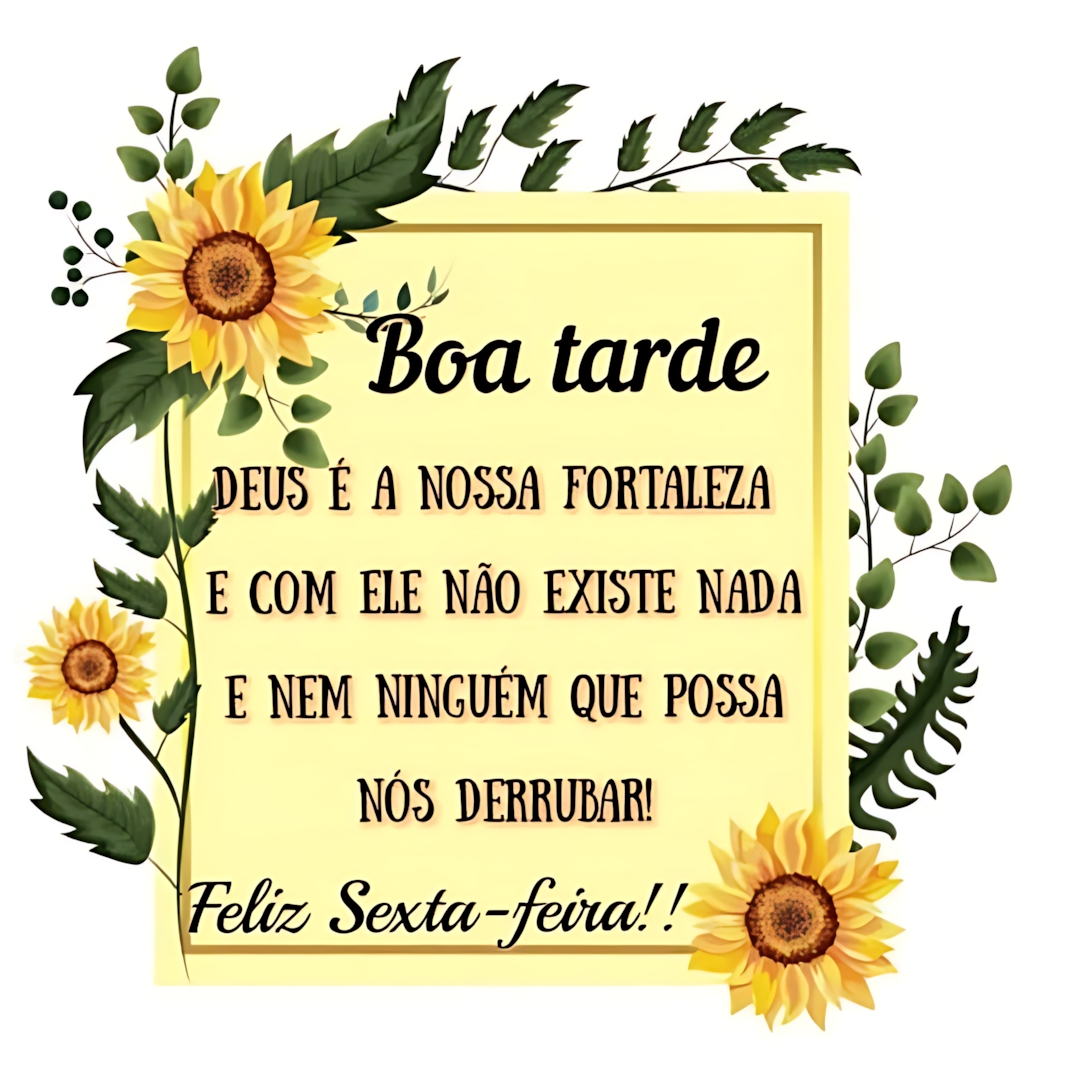 Boa tarde
DEUS É A NOSSA FORTALEZA
E COM ELE NÃO EXISTE NADA
E NEM NINGUÉM QUE POSSA
NÓS DERRUBAR!
Feliz Sexta-feira!!